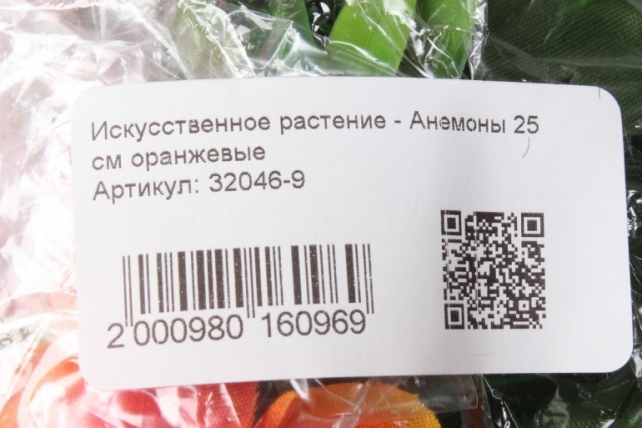 Искусственное растение - Анемоны 25
см оранжевые
Артикул: 32046-9
2 000980 160969